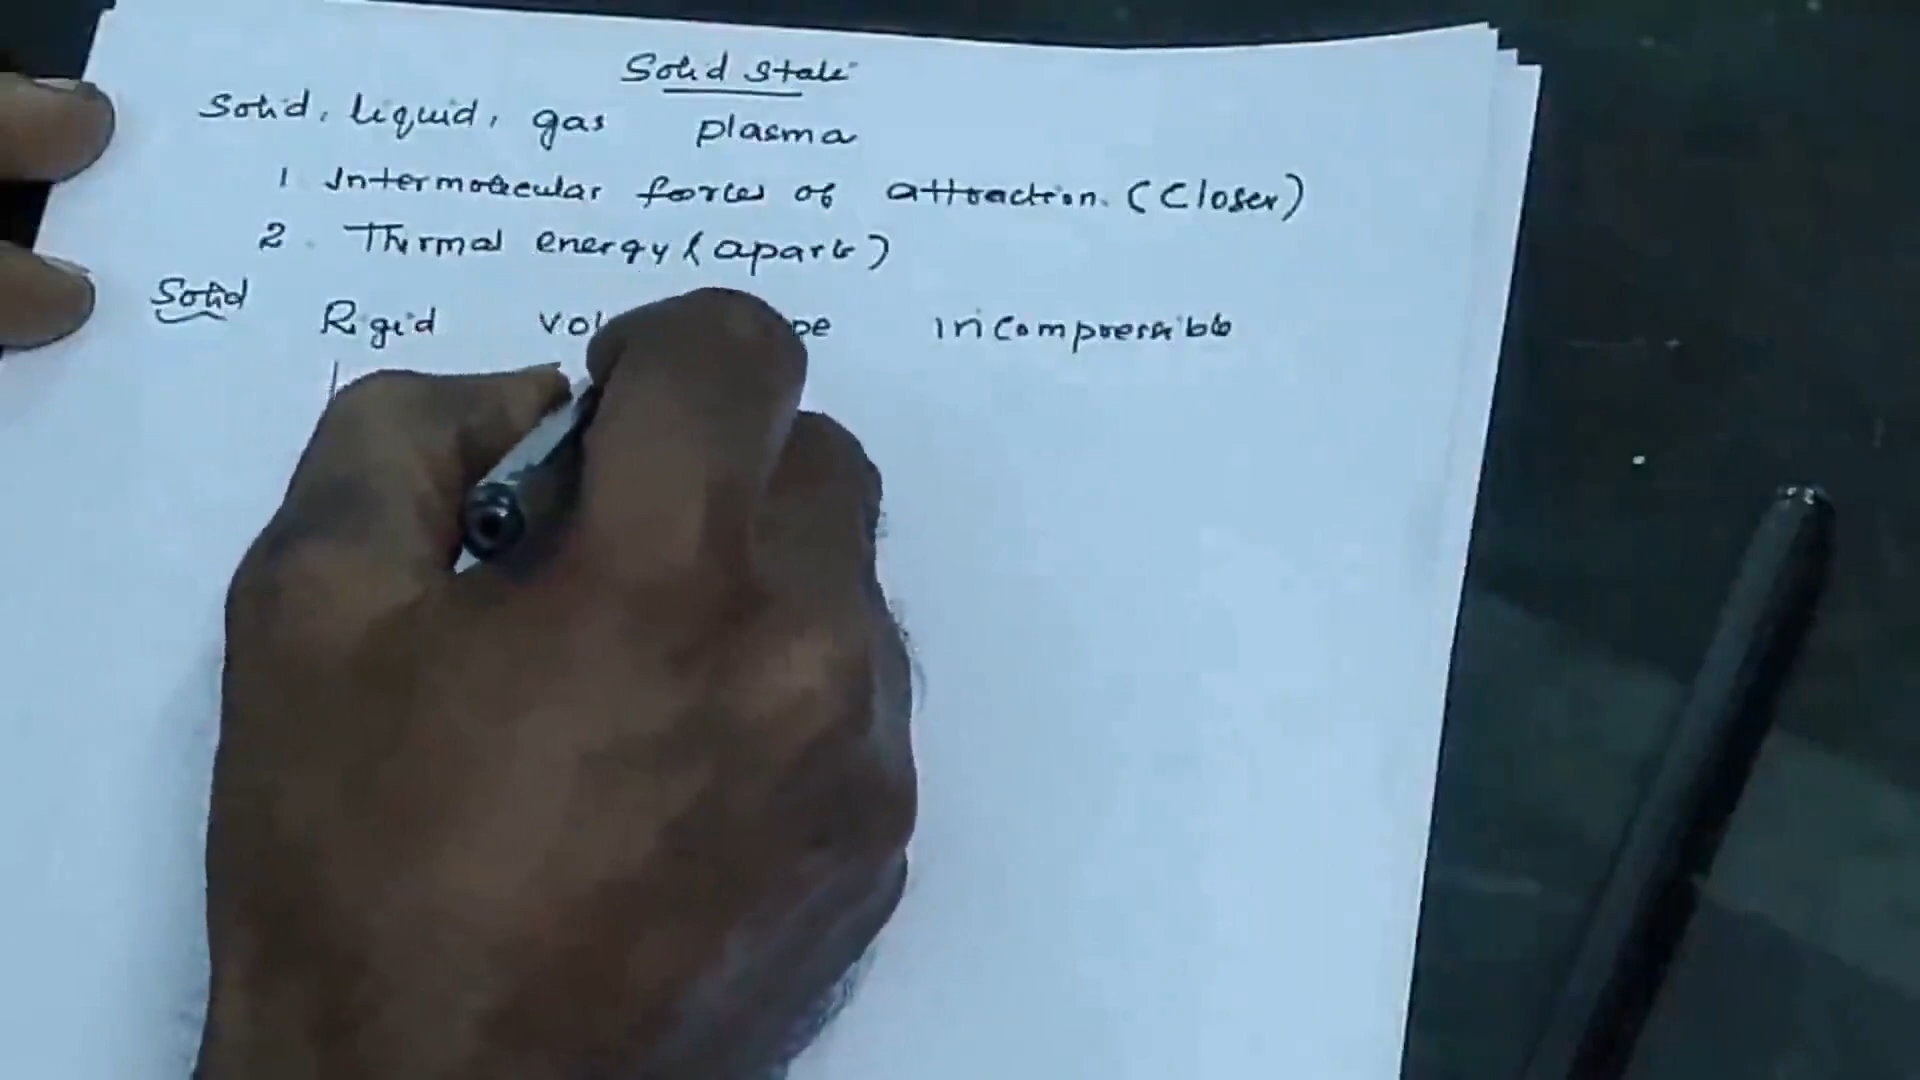 Solid state
Solid, liquid, gas plasma
1 Intermolecular forces of attraction. (Closer)
2. Thermal energy (apart)
Solid
Rigid incompressible